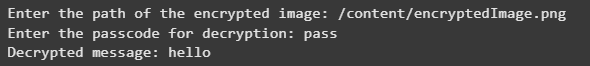 Enter the path of the encrypted image: /content/encryptedImage.png
Enter the passcode for decryption: pass
Decrypted message: hello